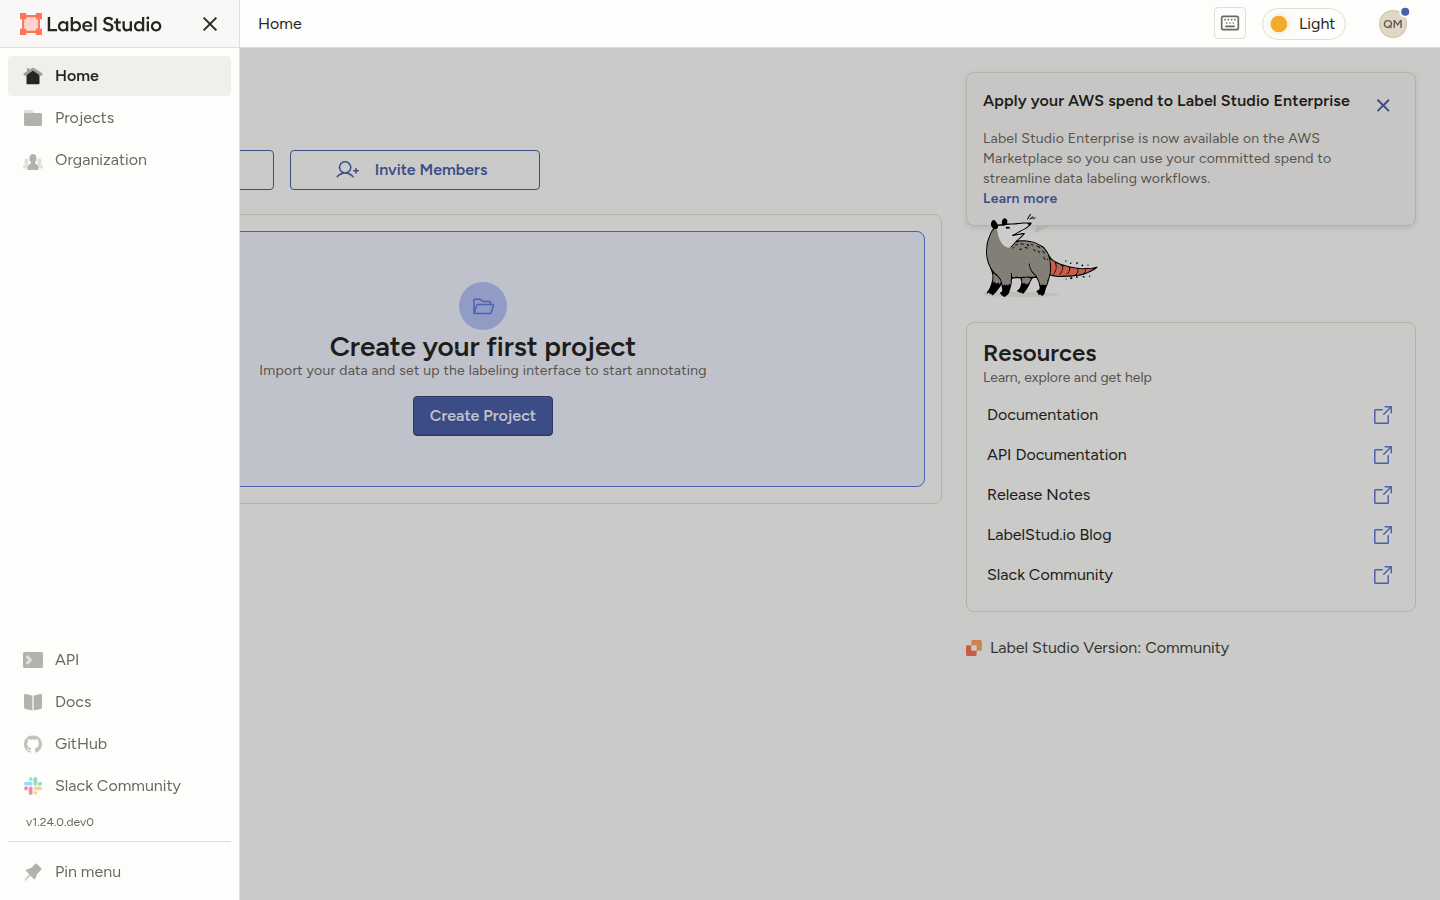 Label Studio
Home
Light
QM
Home
Projects
Organization
API
Docs
GitHub
Slack Community
v1.24.0.dev0
Pin menu
Invite Members
Create your first project
Import your data and set up the labeling interface to start annotating
Create Project
Apply your AWS spend to Label Studio Enterprise
Label Studio Enterprise is now available on the AWS
Marketplace so you can use your committed spend to
streamline data labeling workflows.
Learn more
Resources
Learn, explore and get help
Documentation
API Documentation
Release Notes
LabelStud.io Blog
Slack Community
Label Studio Version: Community